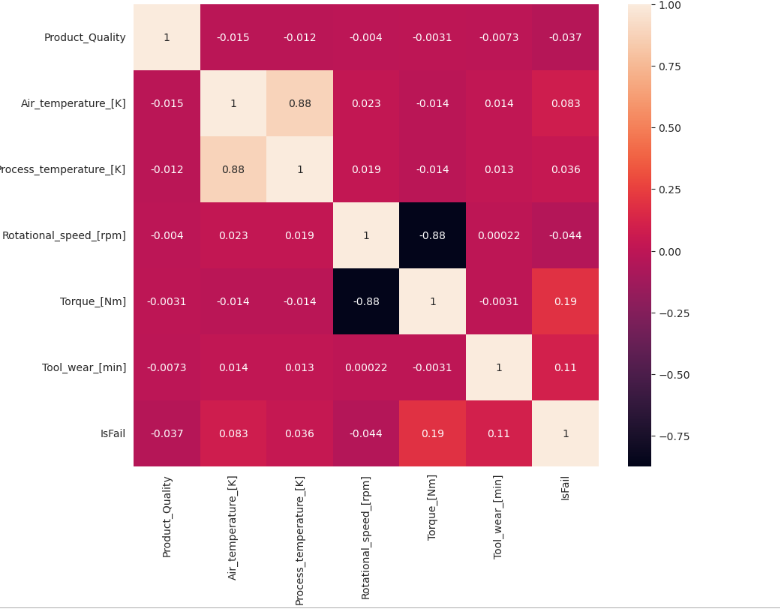 Product_Quality 1 -0.015 -0.012 -0.004 -0.0031 -0.0073 -0.037
Air_temperature_[K] -0.015 1 0.88 0.023 -0.014 0.014 0.083
rocess_temperature_[K] -0.012 0.88 1 0.019 -0.014 0.013 0.036
Rotational_speed_[rpm] -0.004 0.023 0.019 1 -0.88 0.00022 -0.044
Torque_[Nm] -0.0031 -0.014 -0.014 -0.88 1 -0.0031 0.19
Tool_wear_[min] -0.0073 0.014 0.013 0.00022 -0.0031 1 0.11
IsFail -0.037 0.083 0.036 -0.044 0.19 0.11 1
Product_Quality
Air_temperature_[K]
Process_temperature_[K]
Rotational_speed_[rpm]
Torque_[Nm]
Tool_wear_[min]
IsFail
1.00
0.75
0.50
0.25
0.00
−0.25
−0.50
−0.75